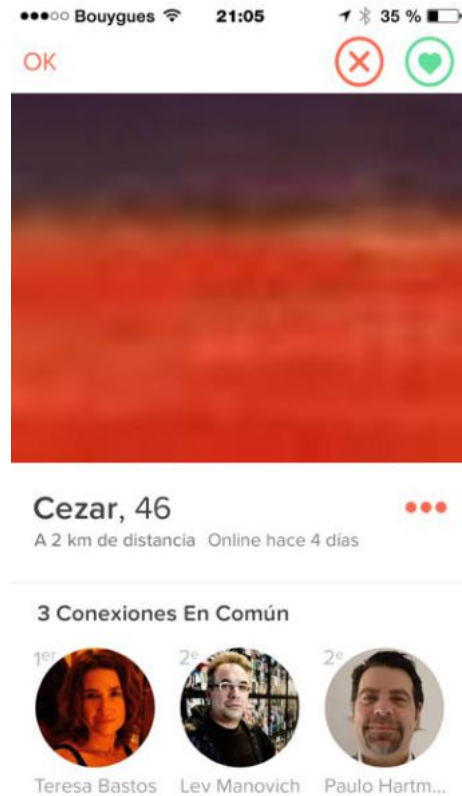 Bouygues 21:05 35 %
OK
Cezar, 46
A 2 km de distancia Online hace 4 días
3 Conexiones En Común
1er 2e 2e
Teresa Bastos Lev Manovich Paulo Hartm...